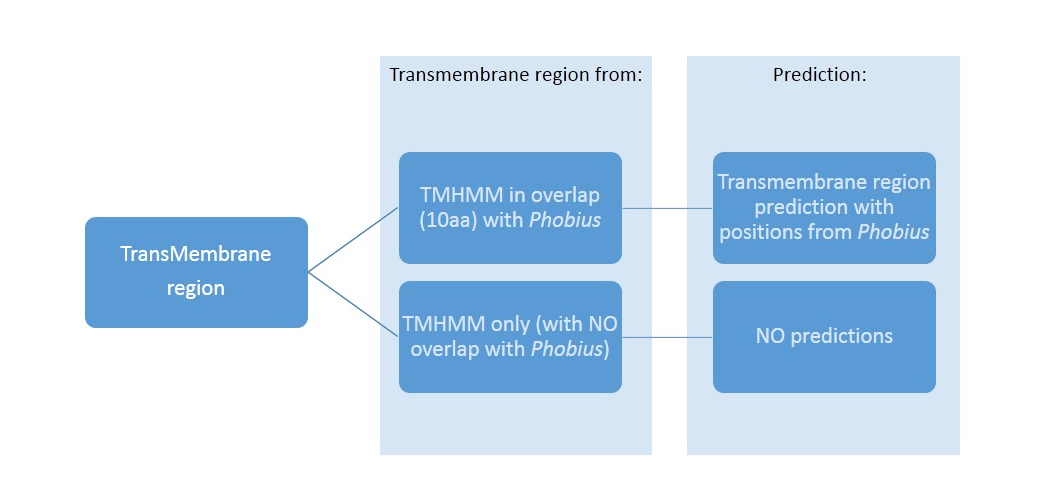 Transmembrane region from:
Prediction:
TransMembrane
region
TMHMM in overlap
(10aa) with Phobius
Transmembrane region
prediction with
positions from Phobius
TMHMM only (with NO
overlap with Phobius)
NO predictions